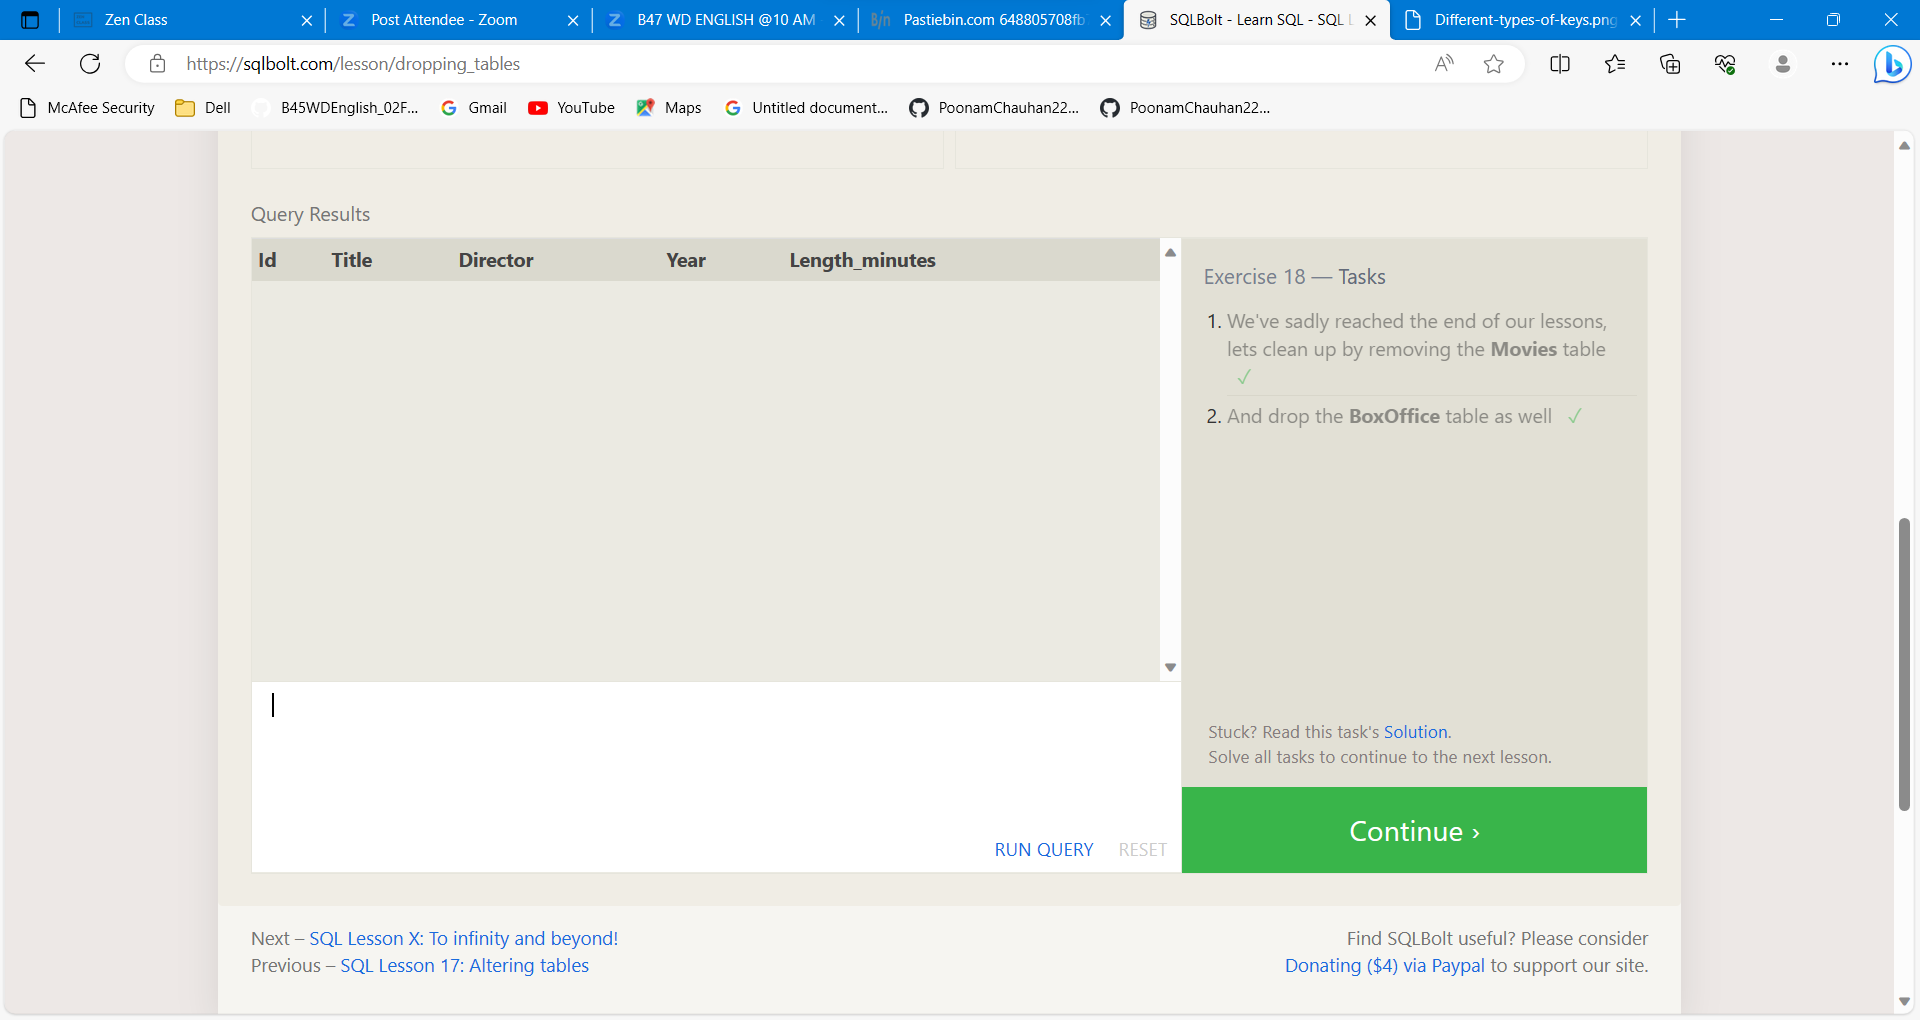 Zen Class
Post Attendee - Zoom
B47 WD ENGLISH @10 AM
Pastiebin.com 648805708fb
SQLBolt - Learn SQL - SQL L
Different-types-of-keys.png
https://sqlbolt.com/lesson/dropping_tables
McAfee Security
Dell
B45WDEnglish_02F...
Gmail
YouTube
Maps
Untitled document...
PoonamChauhan22...
PoonamChauhan22...
Query Results
Id Title Director Year Length_minutes
Exercise 18 — Tasks
1. We've sadly reached the end of our lessons,
lets clean up by removing the Movies table
✓
2. And drop the BoxOffice table as well ✓
Stuck? Read this task's Solution.
Solve all tasks to continue to the next lesson.
RUN QUERY RESET
Continue ›
Next – SQL Lesson X: To infinity and beyond!
Previous – SQL Lesson 17: Altering tables
Find SQLBolt useful? Please consider
Donating ($4) via Paypal to support our site.